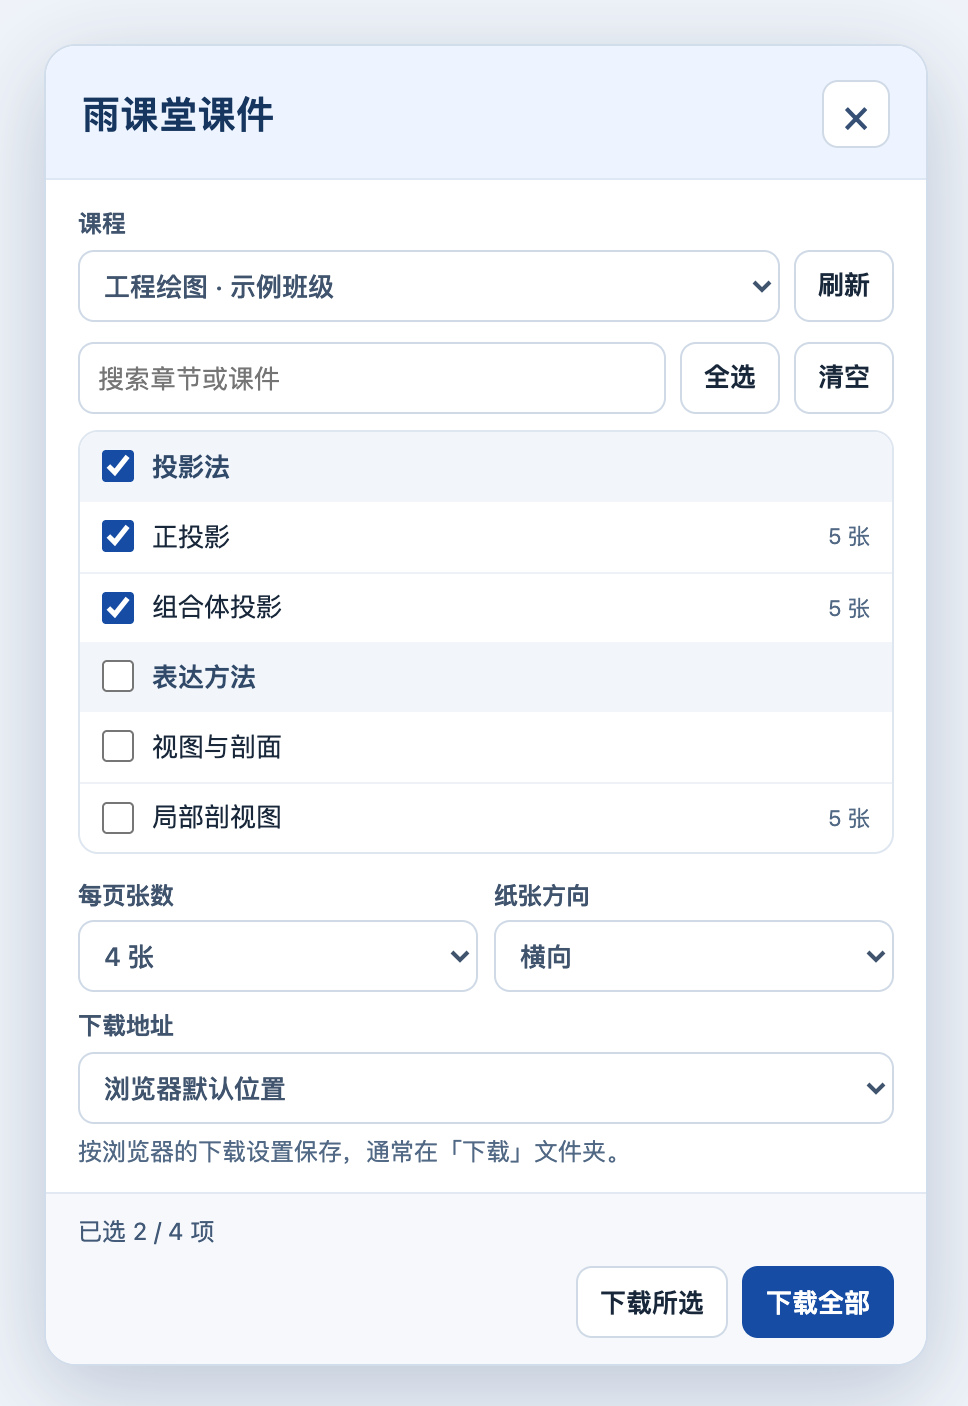 雨课堂课件
课程
工程绘图 · 示例班级
刷新
搜索章节或课件
全选
清空
投影法
正投影 5 张
组合体投影 5 张
表达方法
视图与剖面
局部剖视图 5 张
每页张数 纸张方向
4 张 横向
下载地址
浏览器默认位置
按浏览器的下载设置保存，通常在「下载」文件夹。
已选 2 / 4 项
下载所选 下载全部